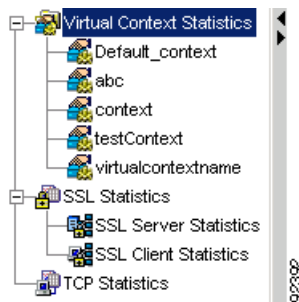 Virtual Context Statistics
Default_context
abc
context
testContext
virtualcontextname
SSL Statistics
SSL Server Statistics
SSL Client Statistics
TCP Statistics